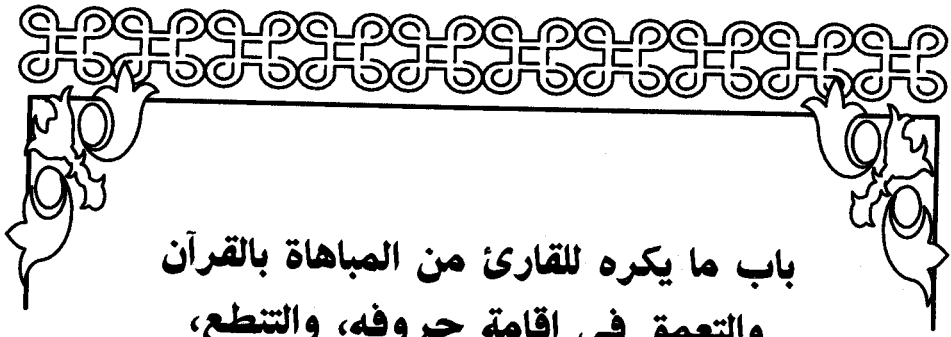 باب ما يكره للقارئ من المباهاة بالقرآن
والتعمق في إقامة حروفه، والتنطع،